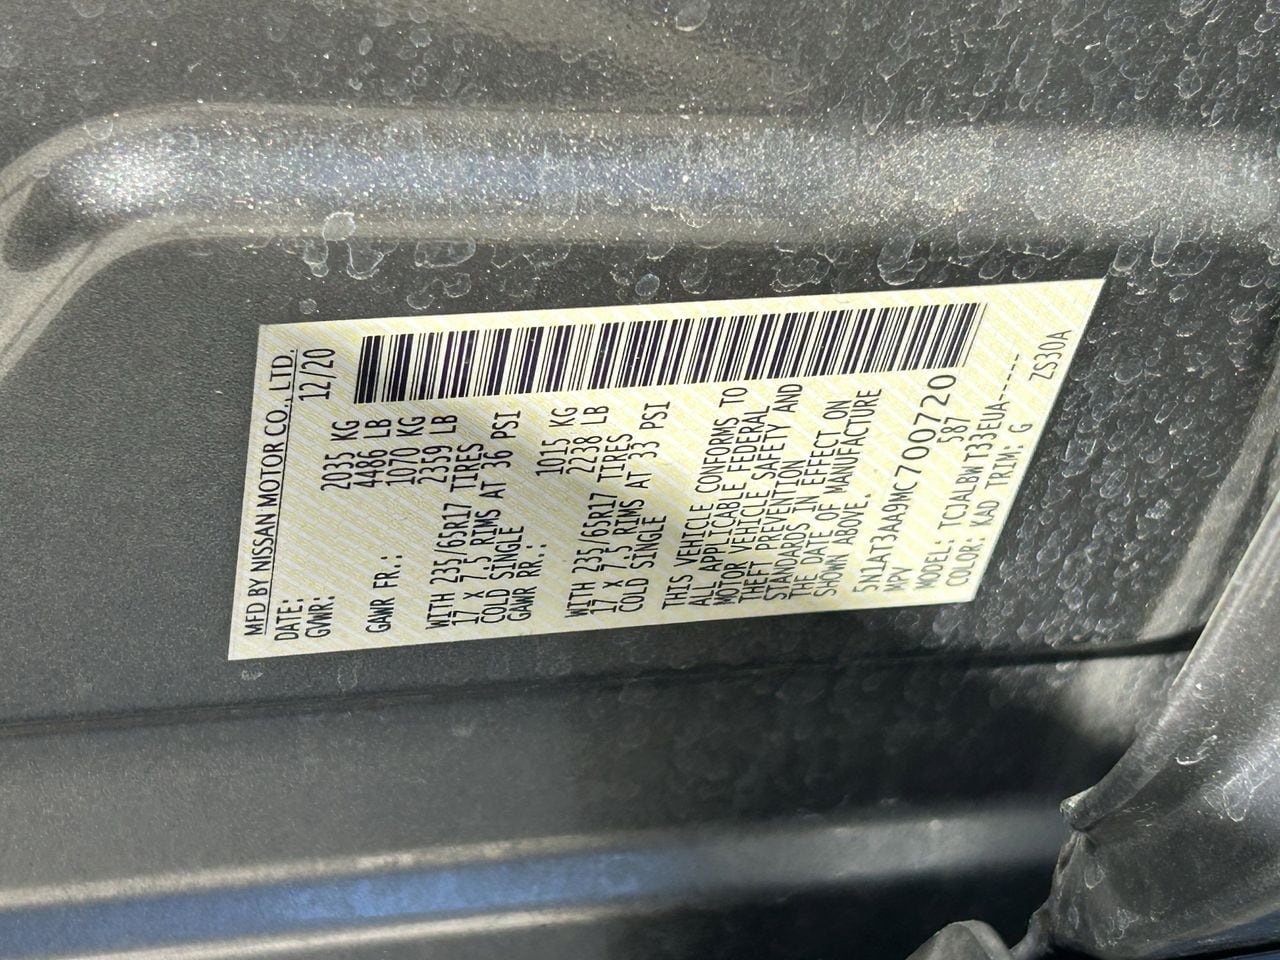 MFD BY NISSAN MOTOR CO., LTD.
DATE: 12/20
GVWR: 2035 KG
4486 LB
GAWR FR.: 1070 KG
2359 LB
WITH 235/65R17 TIRES
17 X 7.5 RIMS AT 36 PSI
COLD SINGLE
GAWR RR.: 1015 KG
2238 LB
WITH 235/65R17 TIRES
17 X 7.5 RIMS AT 33 PSI
COLD SINGLE
THIS VEHICLE CONFORMS TO
ALL APPLICABLE FEDERAL
MOTOR VEHICLE SAFETY AND
THEFT PREVENTION
STANDARDS IN EFFECT ON
THE DATE OF MANUFACTURE
SHOWN ABOVE.
5N1AT3AA9MC700720
MPV 587
MODEL: TCJALBW T33EUA-----
COLOR: KAD TRIM: G ZS30A